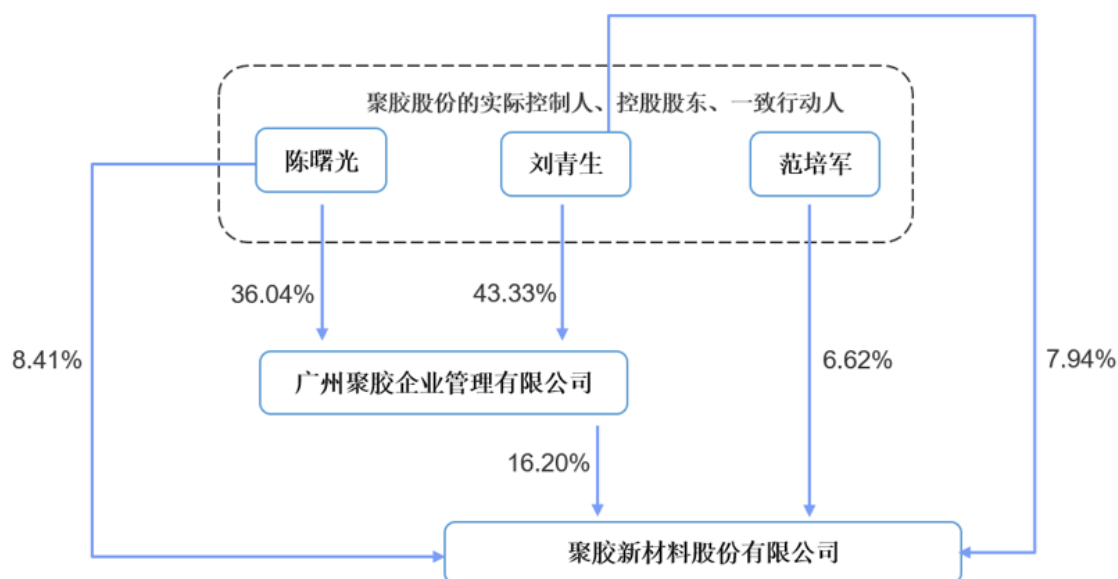 聚胶股份的实际控制人、控股股东、一致行动人
陈曙光
刘青生
范培军
36.04%
43.33%
8.41%
6.62%
7.94%
广州聚胶企业管理有限公司
16.20%
聚胶新材料股份有限公司